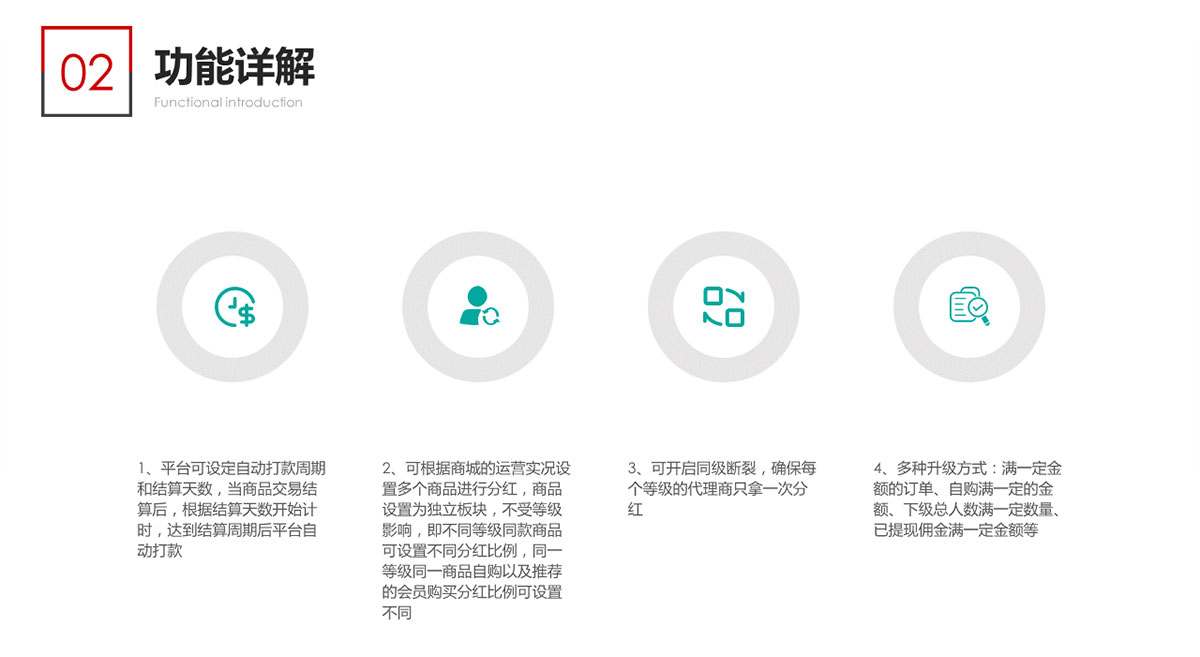 02
功能详解
Functional introduction
1、平台可设定自动打款周期
和结算天数，当商品交易结
算后，根据结算天数开始计
时，达到结算周期后平台自
动打款
2、可根据商城的运营实况设
置多个商品进行分红，商品
设置为独立板块，不受等级
影响，即不同等级同款商品
可设置不同分红比例，同一
等级同一商品自购以及推荐
的会员购买分红比例可设置
不同
3、可开启同级断裂，确保每
个等级的代理商只拿一次分
红
4、多种升级方式：满一定金
额的订单、自购满一定的金
额、下级总人数满一定数量、
已提现佣金满一定金额等